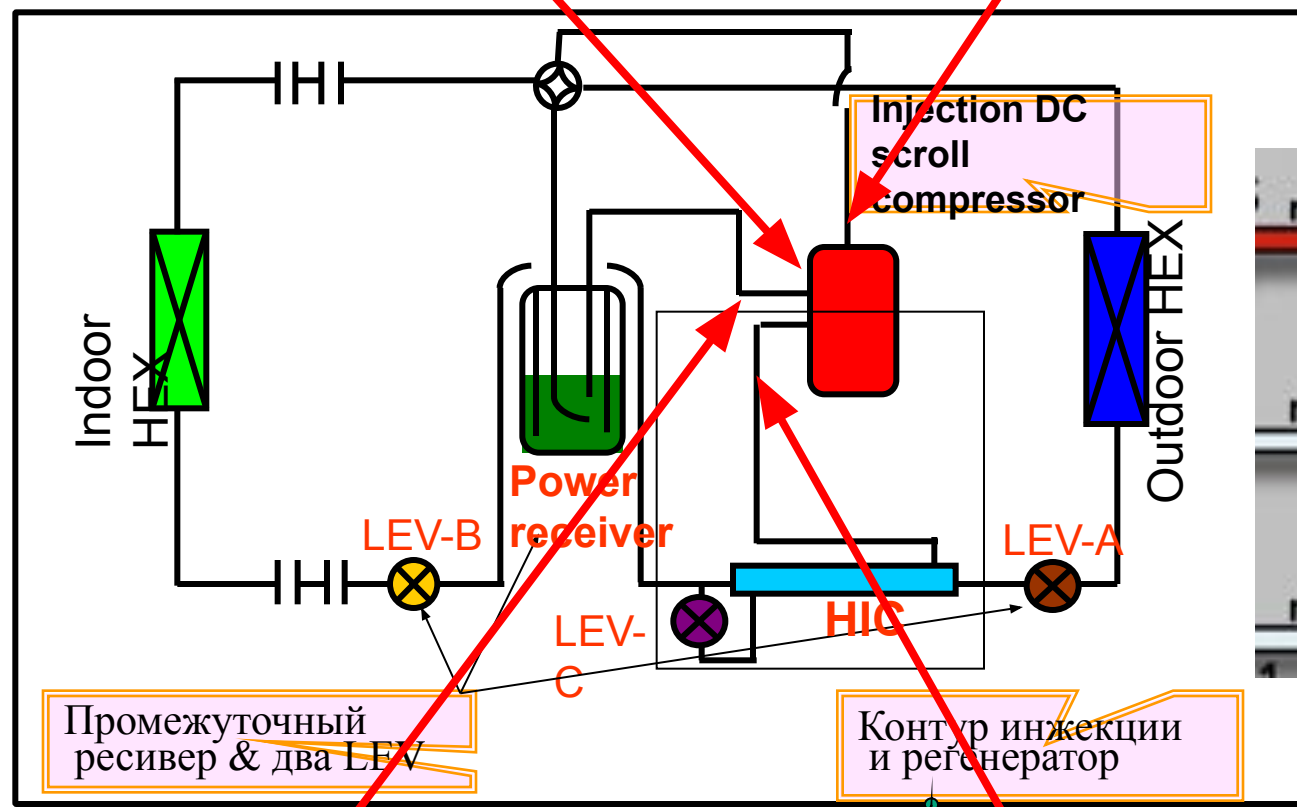 Injection DC
scroll
compressor
Indoor
HEX
Outdoor HEX
Power
receiver
LEV-B
LEV-A
LEV-
C
HIC
Промежуточный
ресивер & два LEV
Контур инжекции
и регенератор